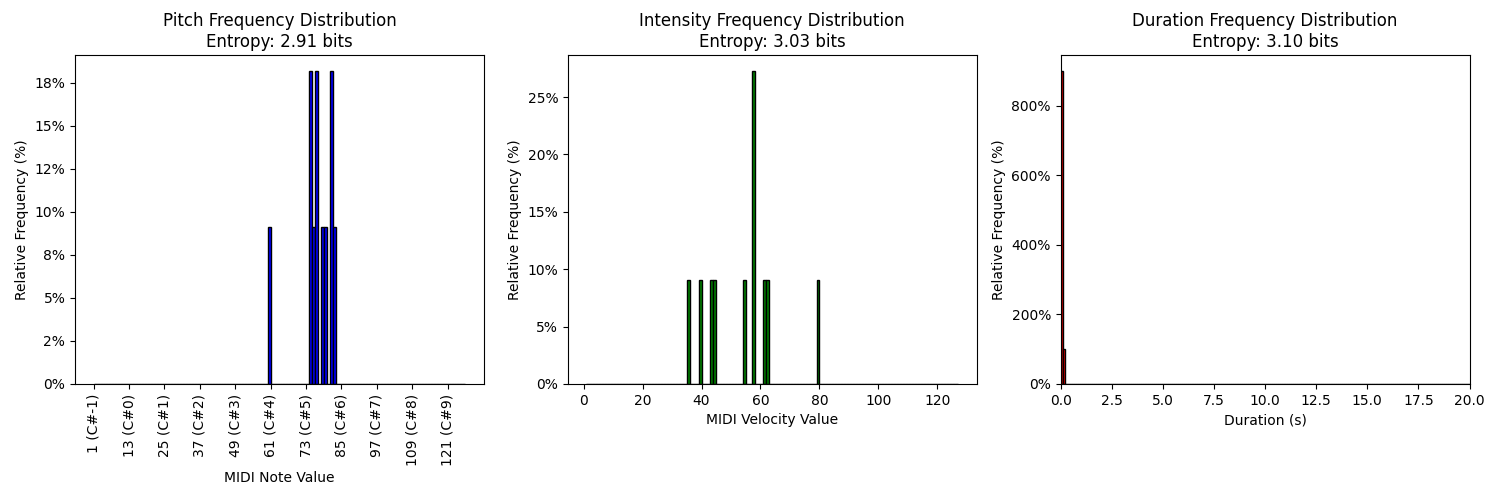 Pitch Frequency Distribution
Entropy: 2.91 bits
Relative Frequency (%)
18%
15%
12%
10%
8%
5%
2%
0%
1 (C#-1)
13 (C#0)
25 (C#1)
37 (C#2)
49 (C#3)
61 (C#4)
73 (C#5)
85 (C#6)
97 (C#7)
109 (C#8)
121 (C#9)
MIDI Note Value
Intensity Frequency Distribution
Entropy: 3.03 bits
Relative Frequency (%)
25%
20%
15%
10%
5%
0%
0 20 40 60 80 100 120
MIDI Velocity Value
Duration Frequency Distribution
Entropy: 3.10 bits
Relative Frequency (%)
800%
600%
400%
200%
0%
0.0 2.5 5.0 7.5 10.0 12.5 15.0 17.5 20.0
Duration (s)